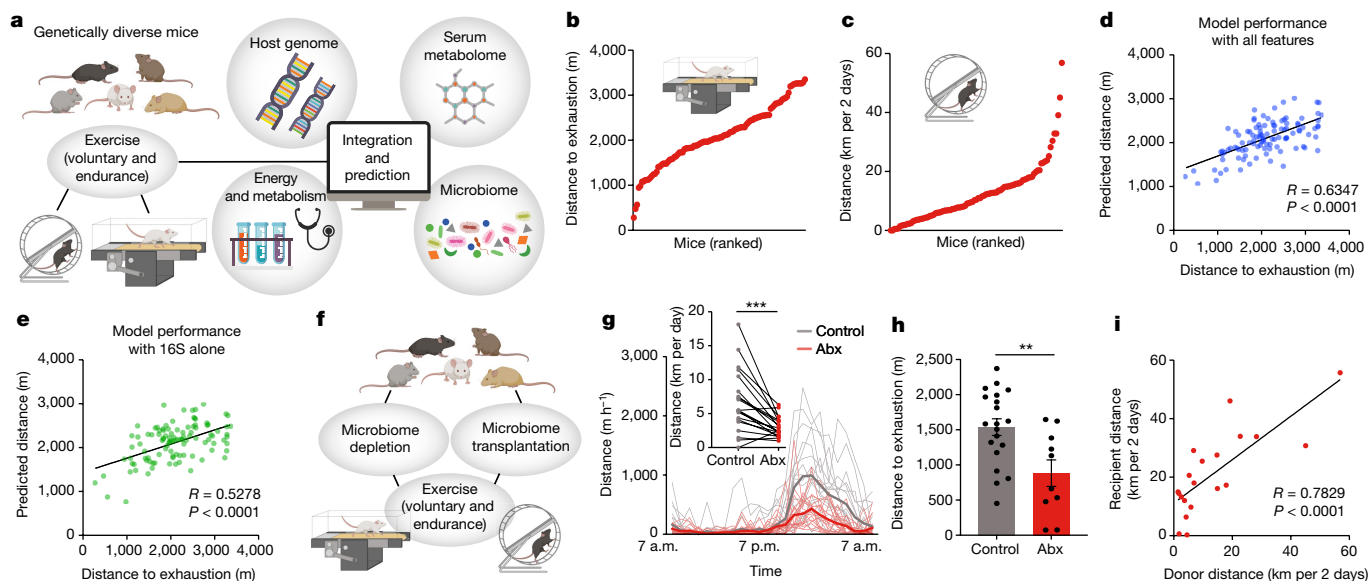 a
Genetically diverse mice
Host genome
Serum
metabolome
Exercise
(voluntary and
endurance)
Integration
and
prediction
Energy
and metabolism
Microbiome
b
Distance to exhaustion (m)
4,000
3,000
2,000
1,000
0
Mice (ranked)
c
Distance (km per 2 days)
60
40
20
0
Mice (ranked)
d
Model performance
with all features
Predicted distance (m)
4,000
3,000
2,000
1,000
0
R = 0.6347
P < 0.0001
0 1,000 2,000 3,000 4,000
Distance to exhaustion (m)
e
Model performance
with 16S alone
Predicted distance (m)
4,000
3,000
2,000
1,000
0
R = 0.5278
P < 0.0001
0 1,000 2,000 3,000 4,000
Distance to exhaustion (m)
f
Microbiome
depletion
Microbiome
transplantation
Exercise
(voluntary and
endurance)
g
Distance (m h⁻¹)
3,000
2,000
1,000
0
7 a.m. 7 p.m. 7 a.m.
Time
Distance (km per day)
20
15
10
5
0
***
Control Abx
Control
Abx
h
Distance to exhaustion (m)
2,500
2,000
1,500
1,000
500
0
**
Control Abx
i
Recipient distance
(km per 2 days)
60
40
20
0
R = 0.7829
P < 0.0001
0 20 40 60
Donor distance (km per 2 days)